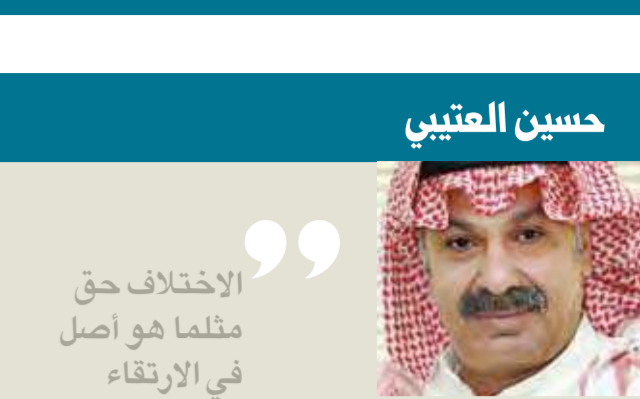 حسين العتيبي
الاختلاف حق
مثلما هو أصل
في الارتقاء